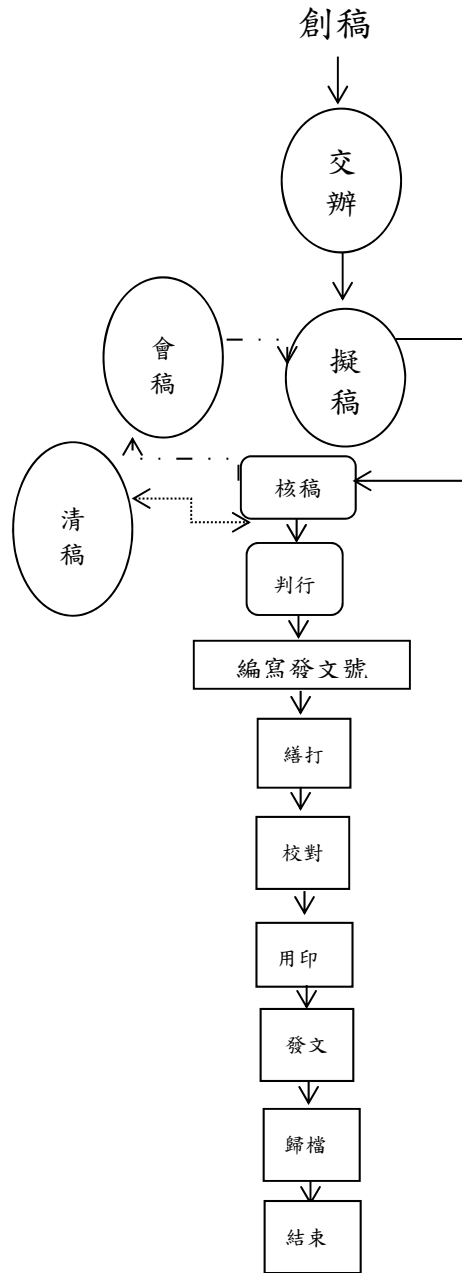 創稿
交
辦
擬
稿
會
稿
核稿
清
稿
判行
編寫發文號
繕打
校對
用印
發文
歸檔
結束